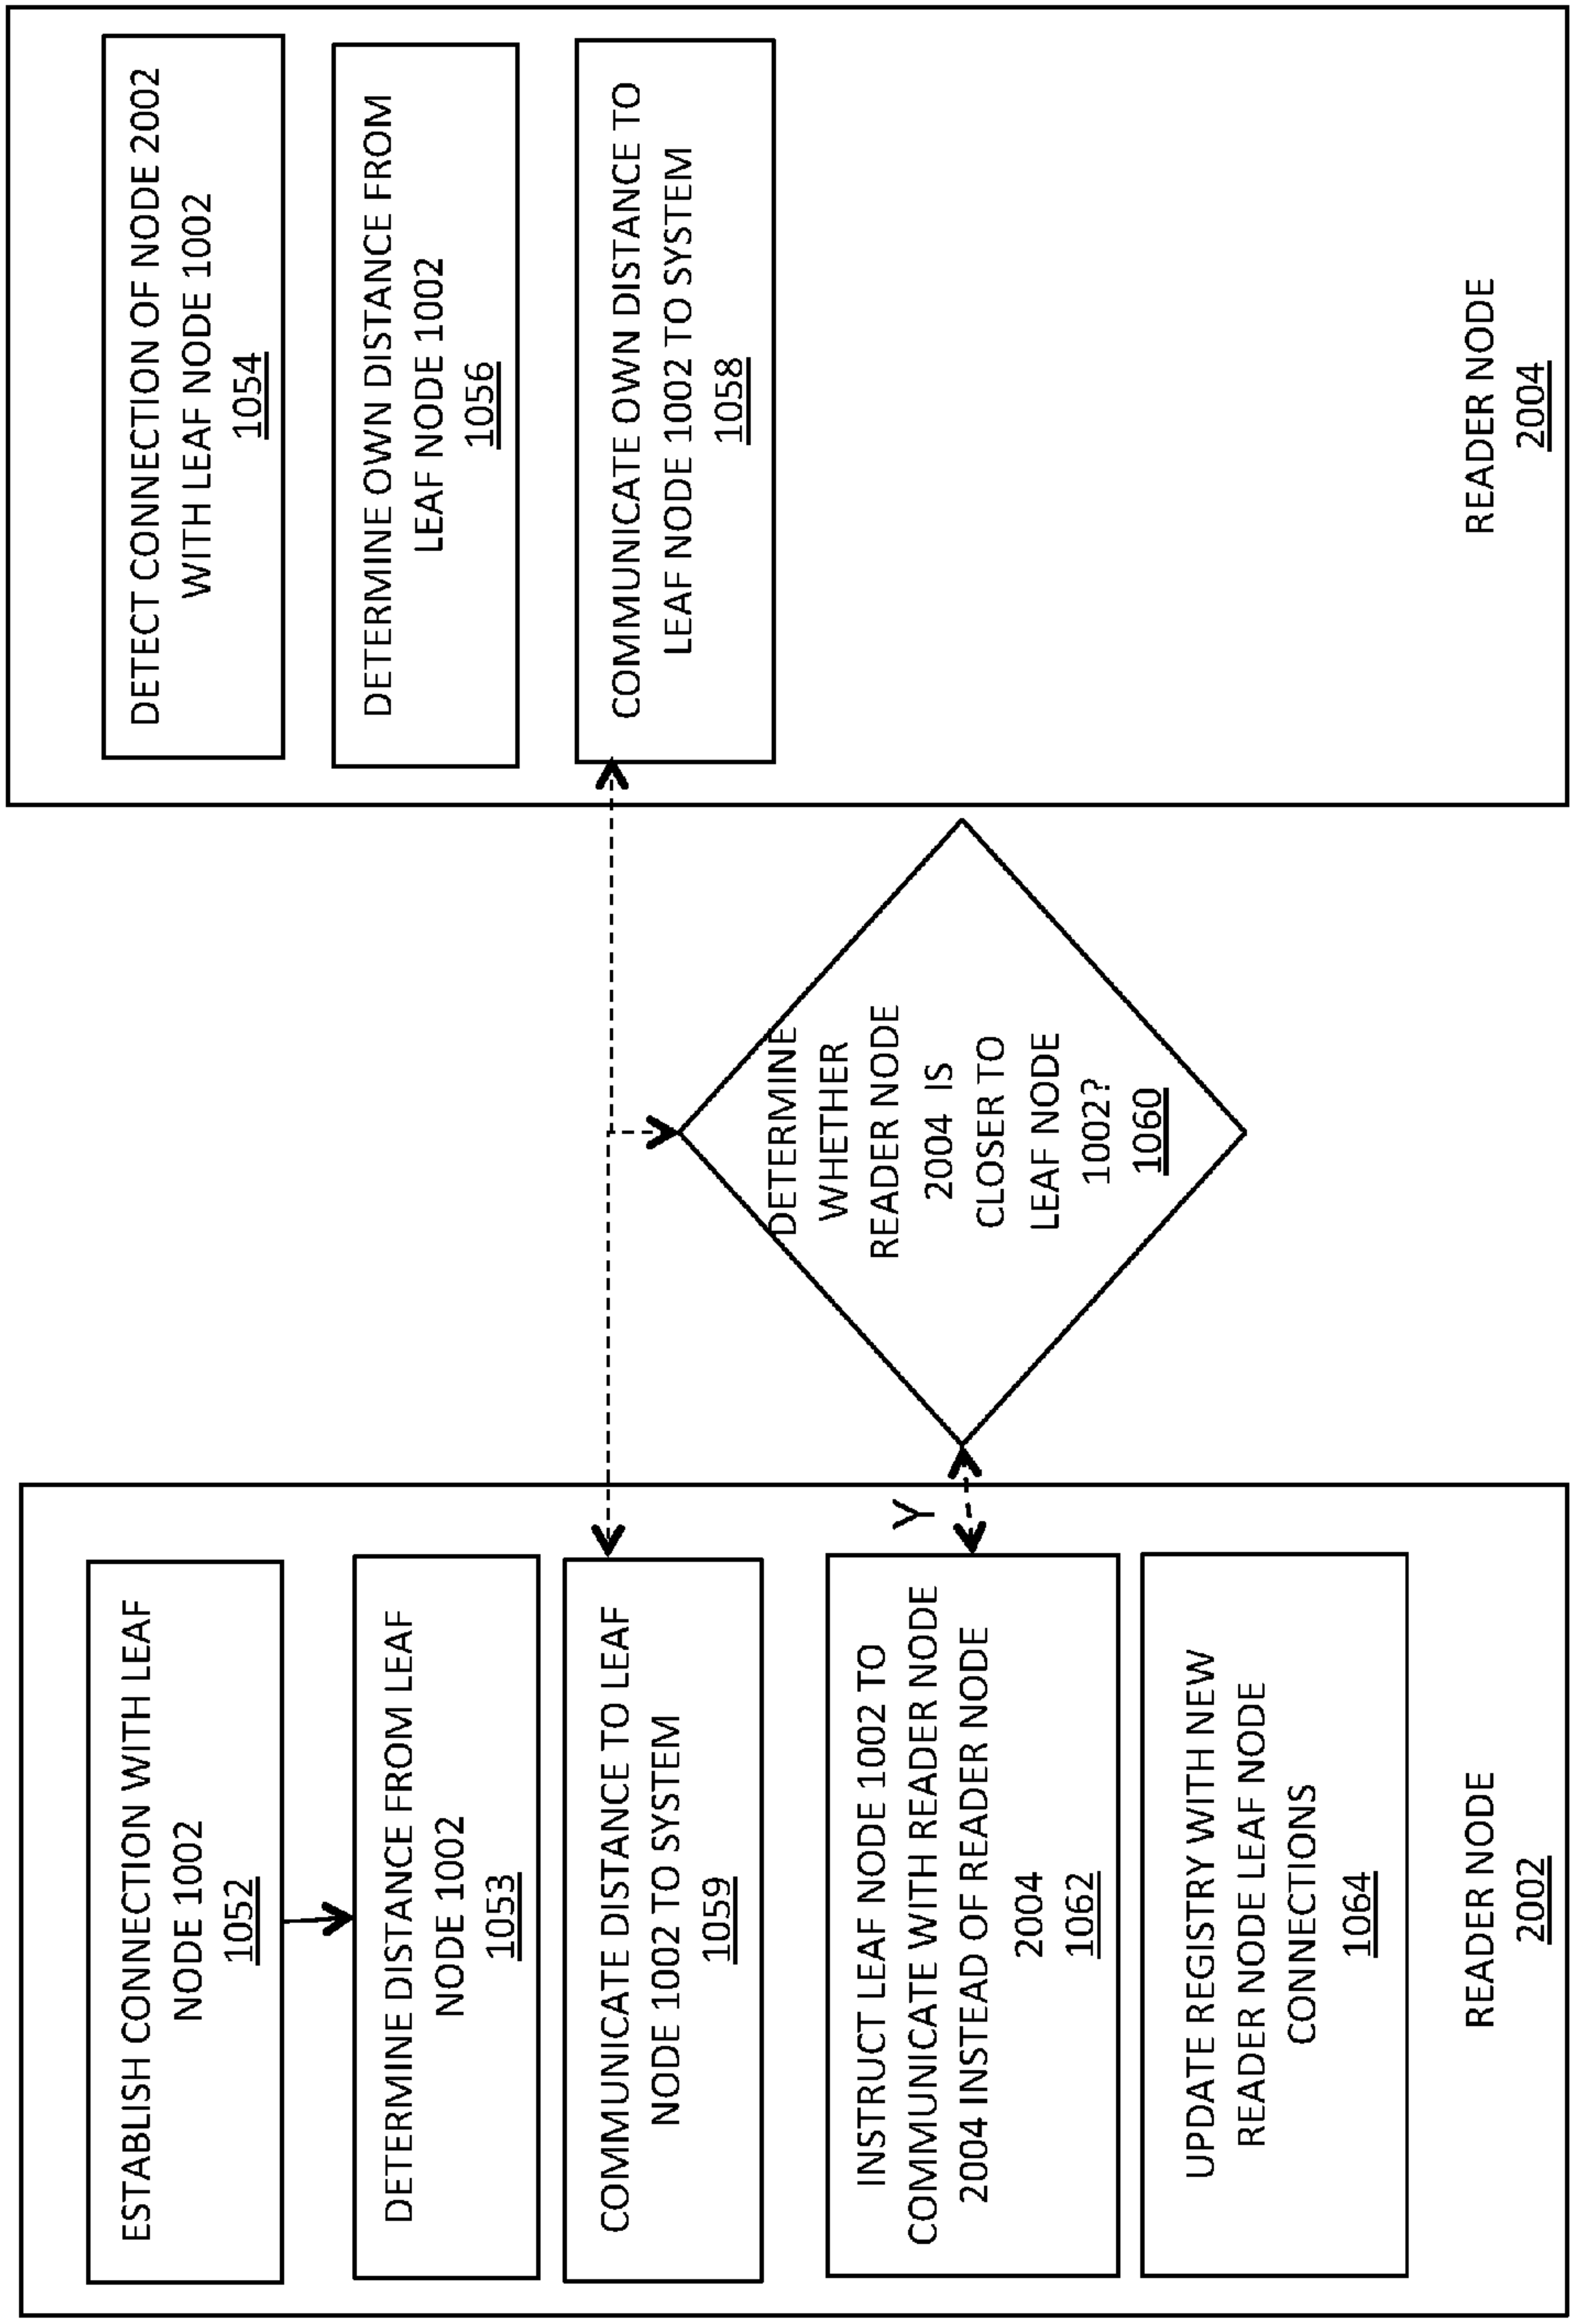 ESTABLISH CONNECTION WITH LEAF
NODE 1002
1052
DETERMINE DISTANCE FROM LEAF
NODE 1002
1053
COMMUNICATE DISTANCE TO LEAF
NODE 1002 TO SYSTEM
1059
INSTRUCT LEAF NODE 1002 TO
COMMUNICATE WITH READER NODE
2004 INSTEAD OF READER NODE
2004
1062
UPDATE REGISTRY WITH NEW
READER NODE LEAF NODE
CONNECTIONS
1064
READER NODE
2002
Y
DETERMINE
WHETHER
READER NODE
2004 IS
CLOSER TO
LEAF NODE
1002?
1060
DETECT CONNECTION OF NODE 2002
WITH LEAF NODE 1002
1054
DETERMINE OWN DISTANCE FROM
LEAF NODE 1002
1056
COMMUNICATE OWN DISTANCE TO
LEAF NODE 1002 TO SYSTEM
1058
READER NODE
2004